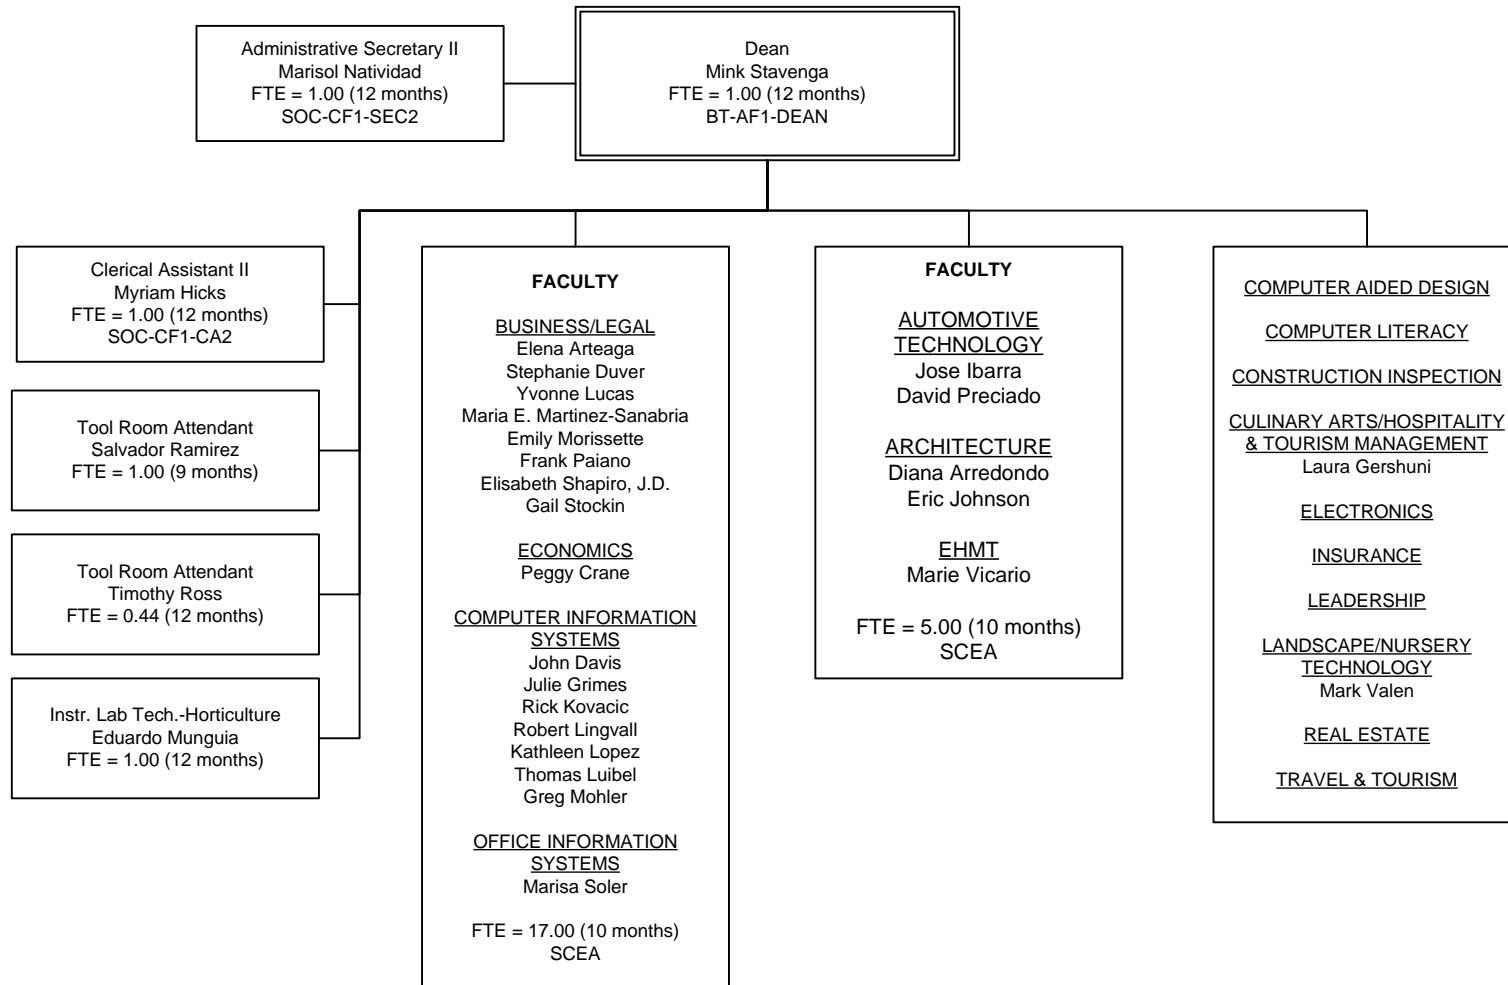 Administrative Secretary II
Marisol Natividad
FTE = 1.00 (12 months)
SOC-CF1-SEC2
Dean
Mink Stavenga
FTE = 1.00 (12 months)
BT-AF1-DEAN
Clerical Assistant II
Myriam Hicks
FTE = 1.00 (12 months)
SOC-CF1-CA2
Tool Room Attendant
Salvador Ramirez
FTE = 1.00 (9 months)
Tool Room Attendant
Timothy Ross
FTE = 0.44 (12 months)
Instr. Lab Tech.-Horticulture
Eduardo Munguia
FTE = 1.00 (12 months)
FACULTY
BUSINESS/LEGAL
Elena Arteaga
Stephanie Duver
Yvonne Lucas
Maria E. Martinez-Sanabria
Emily Morissette
Frank Paiano
Elisabeth Shapiro, J.D.
Gail Stockin
ECONOMICS
Peggy Crane
COMPUTER INFORMATION
SYSTEMS
John Davis
Julie Grimes
Rick Kovacic
Robert Lingvall
Kathleen Lopez
Thomas Luibel
Greg Mohler
OFFICE INFORMATION
SYSTEMS
Marisa Soler
FTE = 17.00 (10 months)
SCEA
FACULTY
AUTOMOTIVE
TECHNOLOGY
Jose Ibarra
David Preciado
ARCHITECTURE
Diana Arredondo
Eric Johnson
EHMT
Marie Vicario
FTE = 5.00 (10 months)
SCEA
COMPUTER AIDED DESIGN
COMPUTER LITERACY
CONSTRUCTION INSPECTION
CULINARY ARTS/HOSPITALITY
& TOURISM MANAGEMENT
Laura Gershuni
ELECTRONICS
INSURANCE
LEADERSHIP
LANDSCAPE/NURSERY
TECHNOLOGY
Mark Valen
REAL ESTATE
TRAVEL & TOURISM